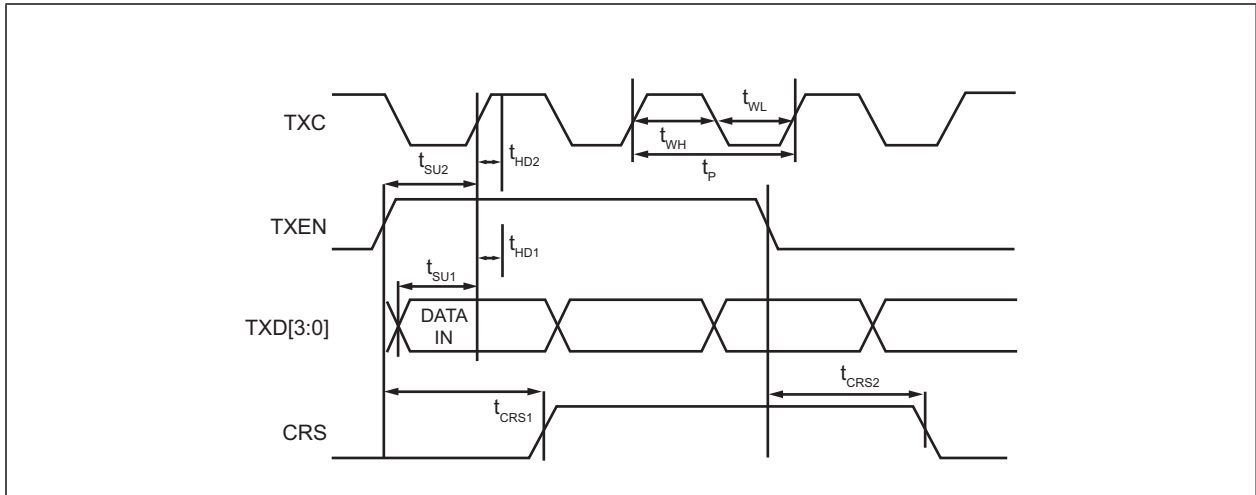 TXC
t_WL
t_WH
t_P
t_SU2
t_HD2
TXEN
t_HD1
t_SU1
TXD[3:0]
DATA
IN
t_CRS1
t_CRS2
CRS